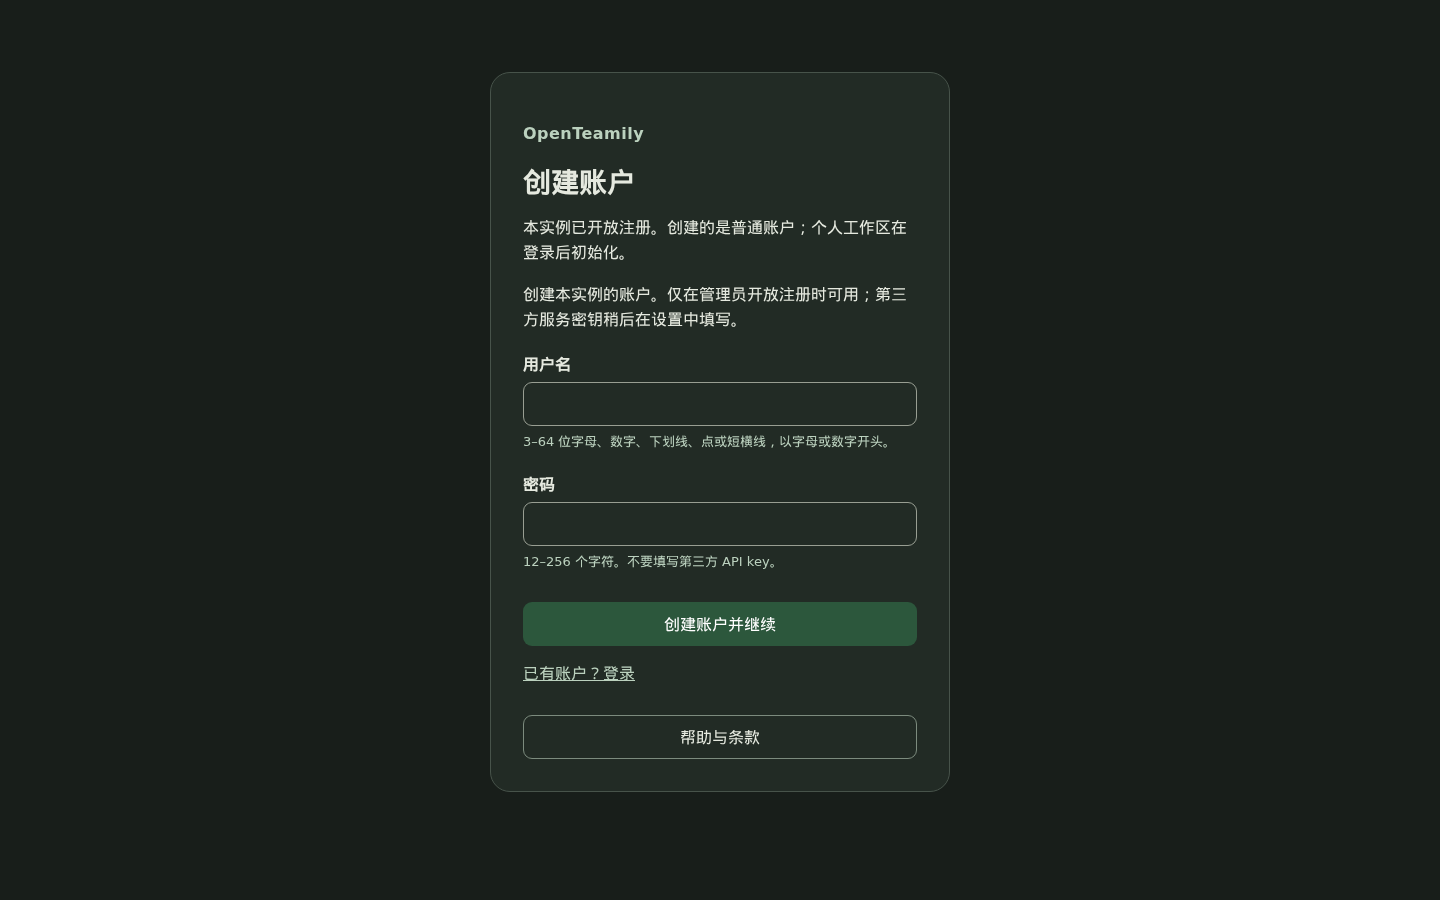 OpenTeamily
创建账户
本实例已开放注册。创建的是普通账户；个人工作区在
登录后初始化。
创建本实例的账户。仅在管理员开放注册时可用；第三
方服务密钥稍后在设置中填写。
用户名
3–64 位字母、数字、下划线、点或短横线，以字母或数字开头。
密码
12–256 个字符。不要填写第三方 API key。
创建账户并继续
已有账户？登录
帮助与条款